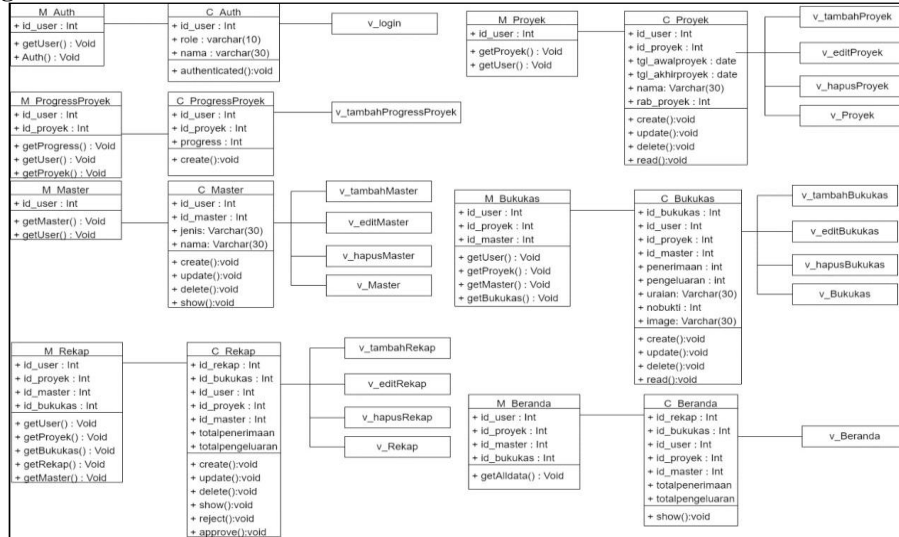 M_Auth
+ id_user : Int
+ getUser() : Void
+ Auth() : Void
C_Auth
+ id_user : Int
+ role : varchar(10)
+ nama : varchar(30)
+ authenticated():void
v_login
M_Proyek
+ id_user : Int
+ getProyek() : Void
+ getUser() : Void
C_Proyek
+ id_user : Int
+ id_proyek : Int
+ tgl_awalproyek : date
+ tgl_akhirproyek : date
+ nama: Varchar(30)
+ rab_proyek : Int
+ create():void
+ update():void
+ delete():void
+ read():void
v_tambahProyek
v_editProyek
v_hapusProyek
v_Proyek
M_ProgressProyek
+ id_user : Int
+ id_proyek : Int
+ getProgress() : Void
+ getUser() : Void
+ getProyek() : Void
C_ProgressProyek
+ id_user : Int
+ id_proyek : Int
+ progress : Int
+ create():void
v_tambahProgressProyek
M_Master
+ id_user : Int
+ getMaster() : Void
+ getUser() : Void
C_Master
+ id_user : Int
+ id_master : Int
+ jenis: Varchar(30)
+ nama: Varchar(30)
+ create():void
+ update():void
+ delete():void
+ show():void
v_tambahMaster
v_editMaster
v_hapusMaster
v_Master
M_Bukukas
+ id_user : Int
+ id_proyek : Int
+ id_master : Int
+ getUser() : Void
+ getProyek() : Void
+ getMaster() : Void
+ getBukukas() : Void
C_Bukukas
+ id_bukukas : Int
+ id_user : Int
+ id_proyek : Int
+ id_master : Int
+ penerimaan : int
+ pengeluaran : int
+ uraian: Varchar(30)
+ nobukti : Int
+ image: Varchar(30)
+ create():void
+ update():void
+ delete():void
+ read():void
v_tambahBukukas
v_editBukukas
v_hapusBukukas
v_Bukukas
M_Rekap
+ id_user : Int
+ id_proyek : Int
+ id_master : Int
+ id_bukukas : Int
+ getUser() : Void
+ getProyek() : Void
+ getBukukas() : Void
+ getRekap() : Void
+ getMaster() : Void
C_Rekap
+ id_rekap : Int
+ id_bukukas : Int
+ id_user : Int
+ id_proyek : Int
+ id_master : Int
+ totalpenerimaan
+ totalpengeluaran
+ create():void
+ update():void
+ delete():void
+ show():void
+ reject():void
+ approve():void
v_tambahRekap
v_editRekap
v_hapusRekap
v_Rekap
M_Beranda
+ id_user : Int
+ id_proyek : Int
+ id_master : Int
+ id_bukukas : Int
+ getAlldata() : Void
C_Beranda
+ id_rekap : Int
+ id_bukukas : Int
+ id_user : Int
+ id_proyek : Int
+ id_master : Int
+ totalpenerimaan
+ totalpengeluaran
+ show():void
v_Beranda